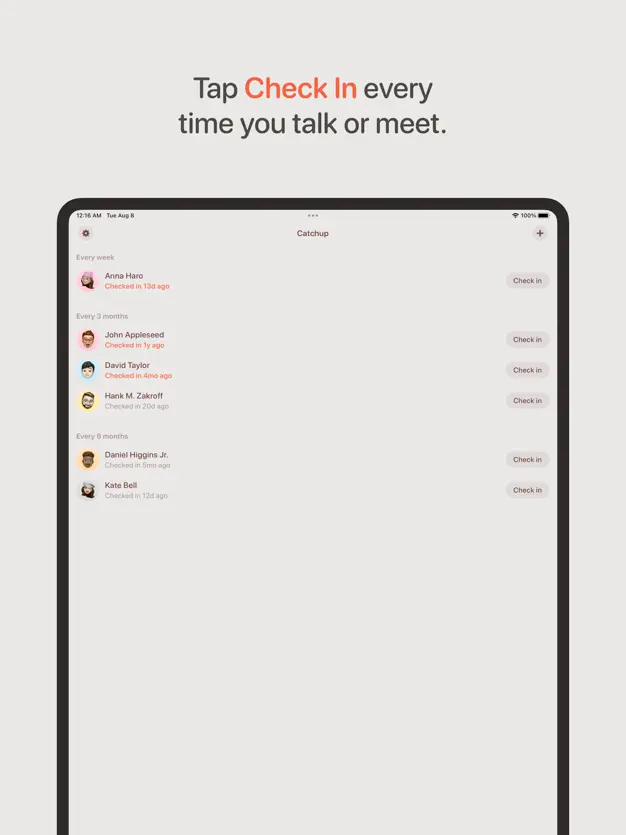 Tap Check In every
time you talk or meet.
12:16 AM Tue Aug 8
100%
Catchup
Every week
Anna Haro
Checked in 13d ago
Check in
Every 3 months
John Appleseed
Checked in 1y ago
Check in
David Taylor
Checked in 4mo ago
Check in
Hank M. Zakroff
Checked in 20d ago
Check in
Every 6 months
Daniel Higgins Jr.
Checked in 5mo ago
Check in
Kate Bell
Checked in 12d ago
Check in